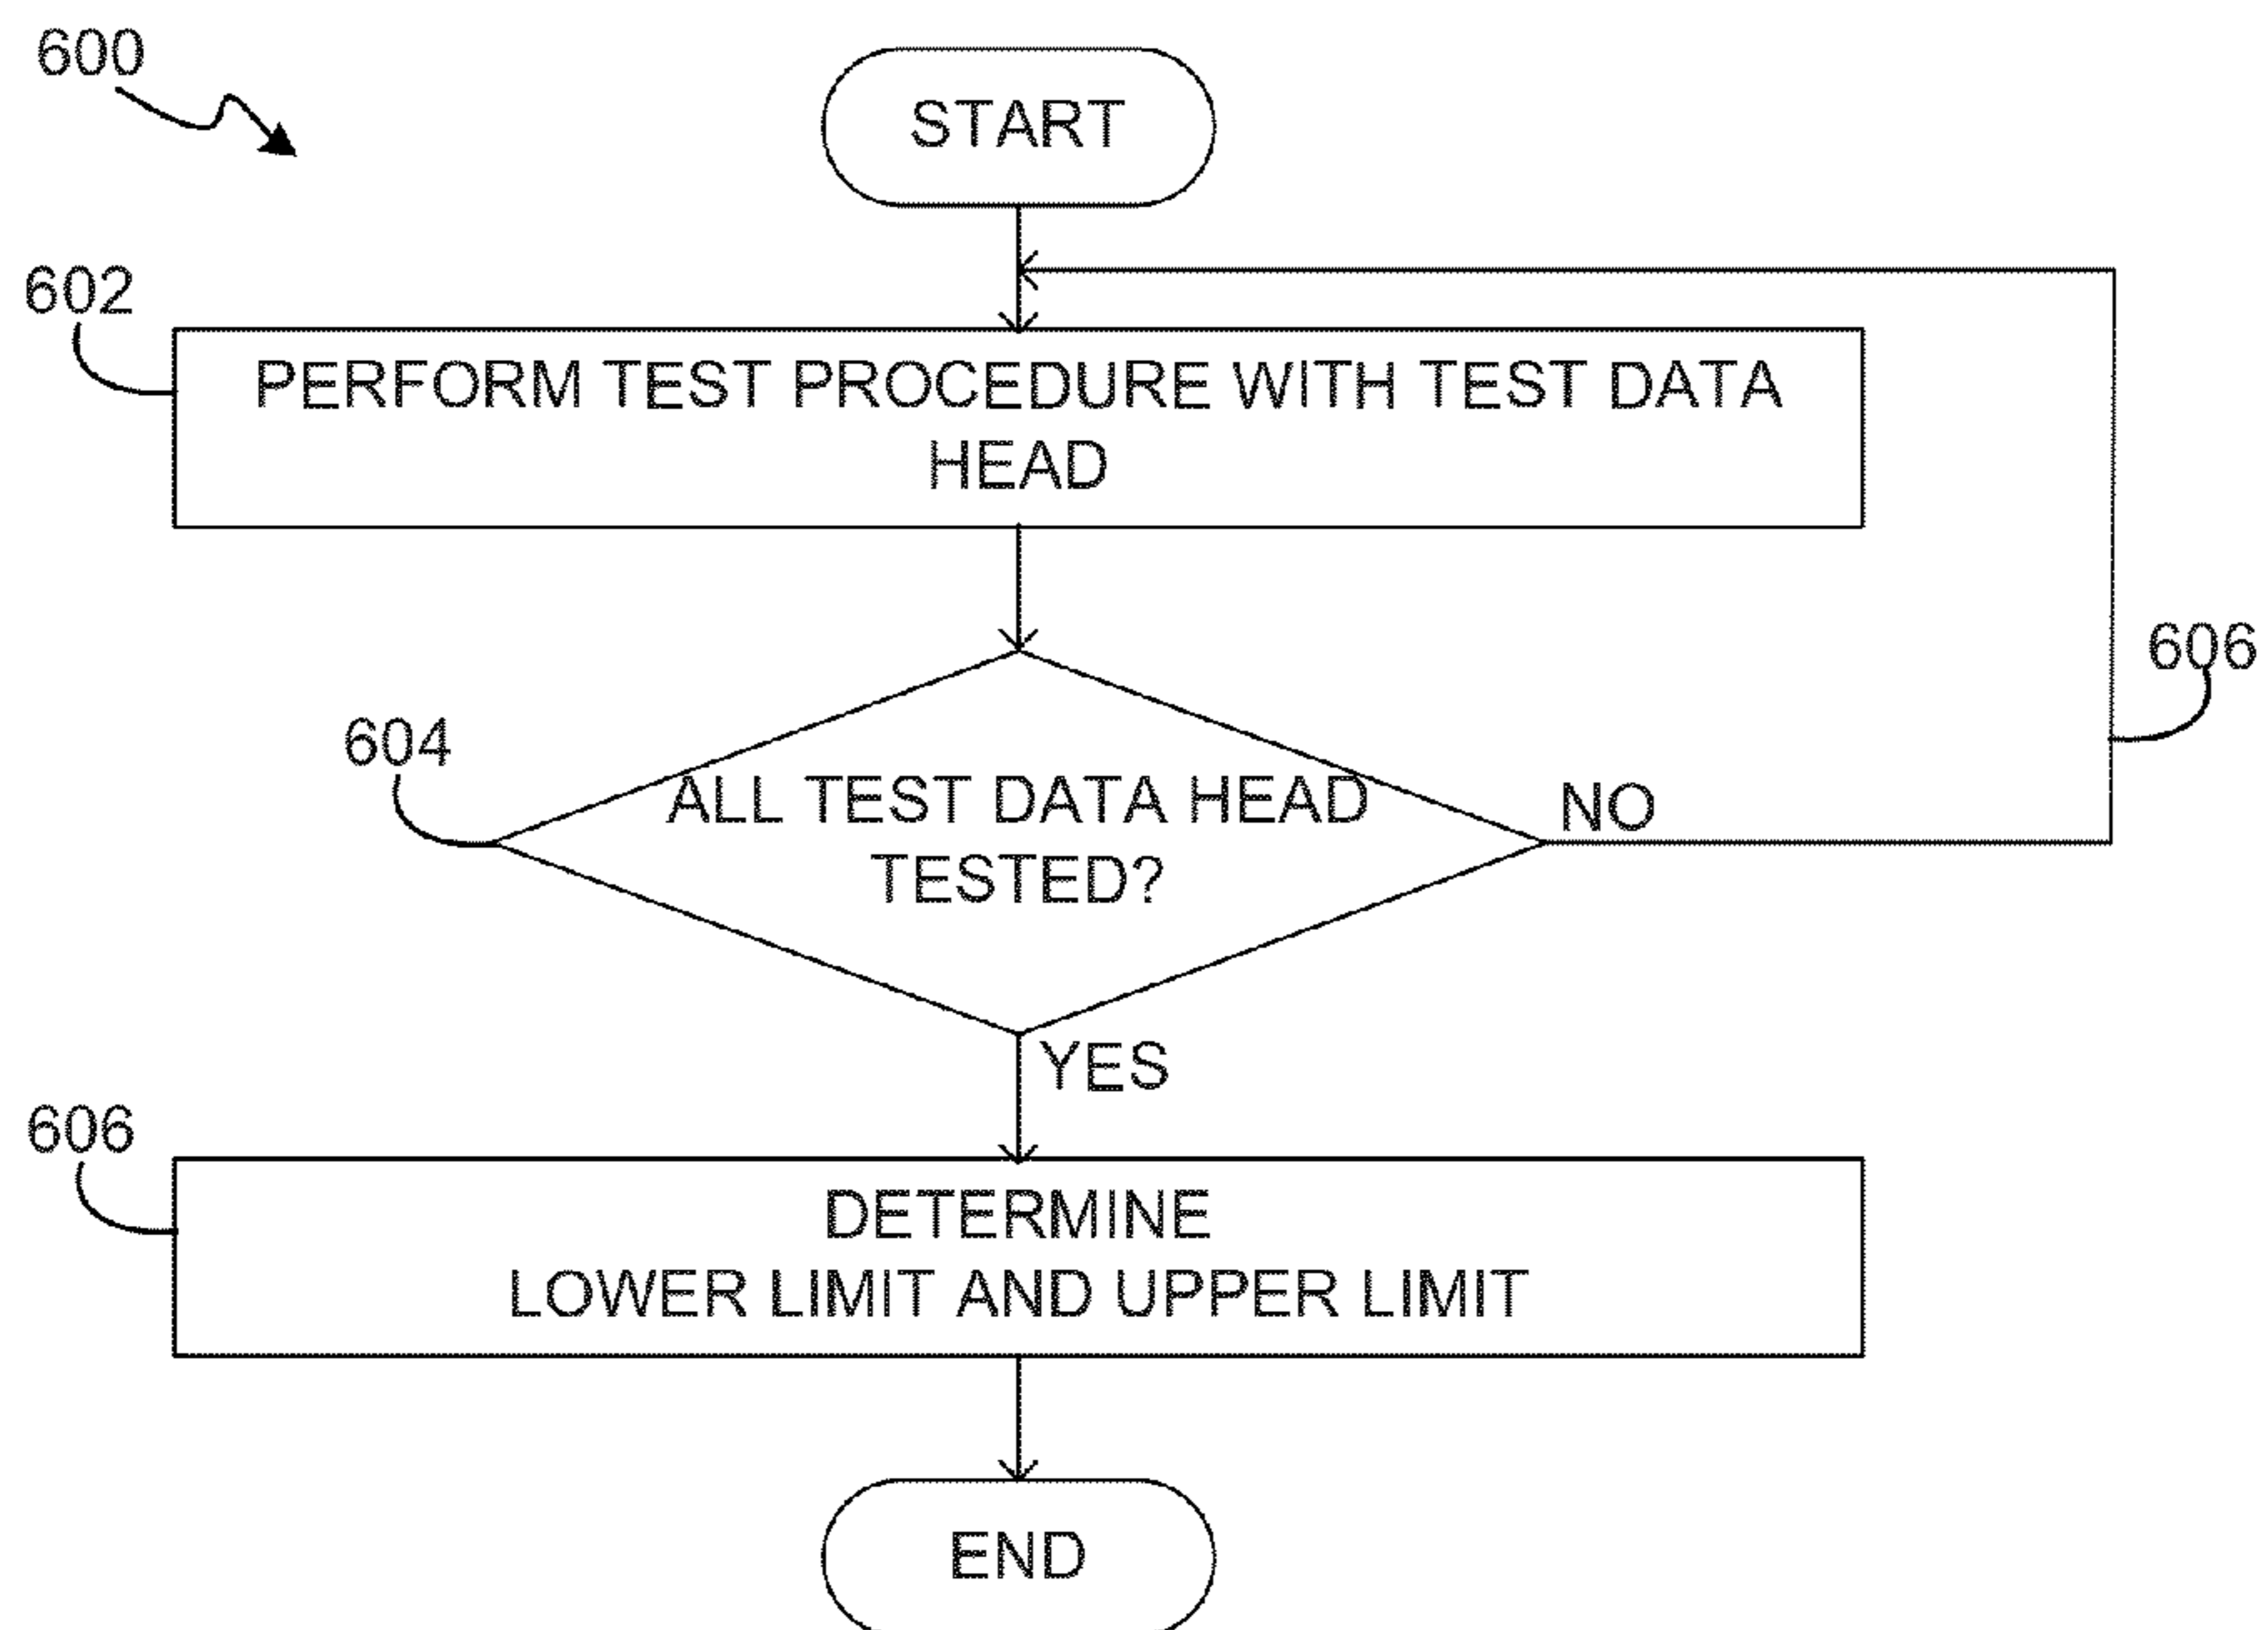 600
START
602
PERFORM TEST PROCEDURE WITH TEST DATA
HEAD
606
604
ALL TEST DATA HEAD
TESTED?
NO
YES
606
DETERMINE
LOWER LIMIT AND UPPER LIMIT
END